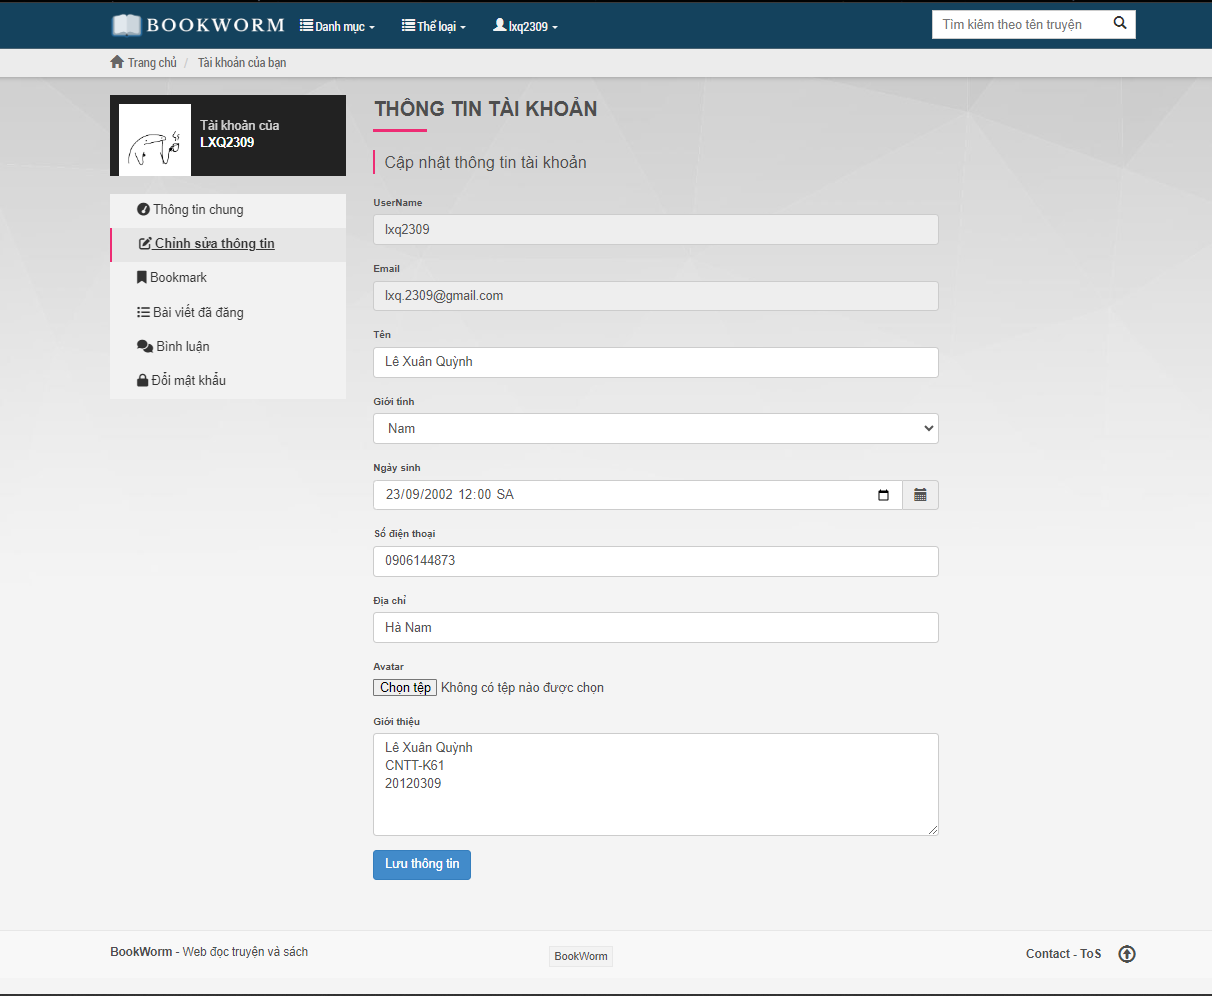 BOOKWORM Danh mục Thể loại lxq2309 Tìm kiếm theo tên truyện
Trang chủ / Tài khoản của bạn
Tài khoản của
LXQ2309
Thông tin chung
Chỉnh sửa thông tin
Bookmark
Bài viết đã đăng
Bình luận
Đổi mật khẩu
THÔNG TIN TÀI KHOẢN
Cập nhật thông tin tài khoản
UserName
lxq2309
Email
lxq.2309@gmail.com
Tên
Lê Xuân Quỳnh
Giới tính
Nam
Ngày sinh
23/09/2002 12:00 SA
Số điện thoại
0906144873
Địa chỉ
Hà Nam
Avatar
Chọn tệp Không có tệp nào được chọn
Giới thiệu
Lê Xuân Quỳnh
CNTT-K61
20120309
Lưu thông tin
BookWorm - Web đọc truyện và sách
BookWorm
Contact - ToS